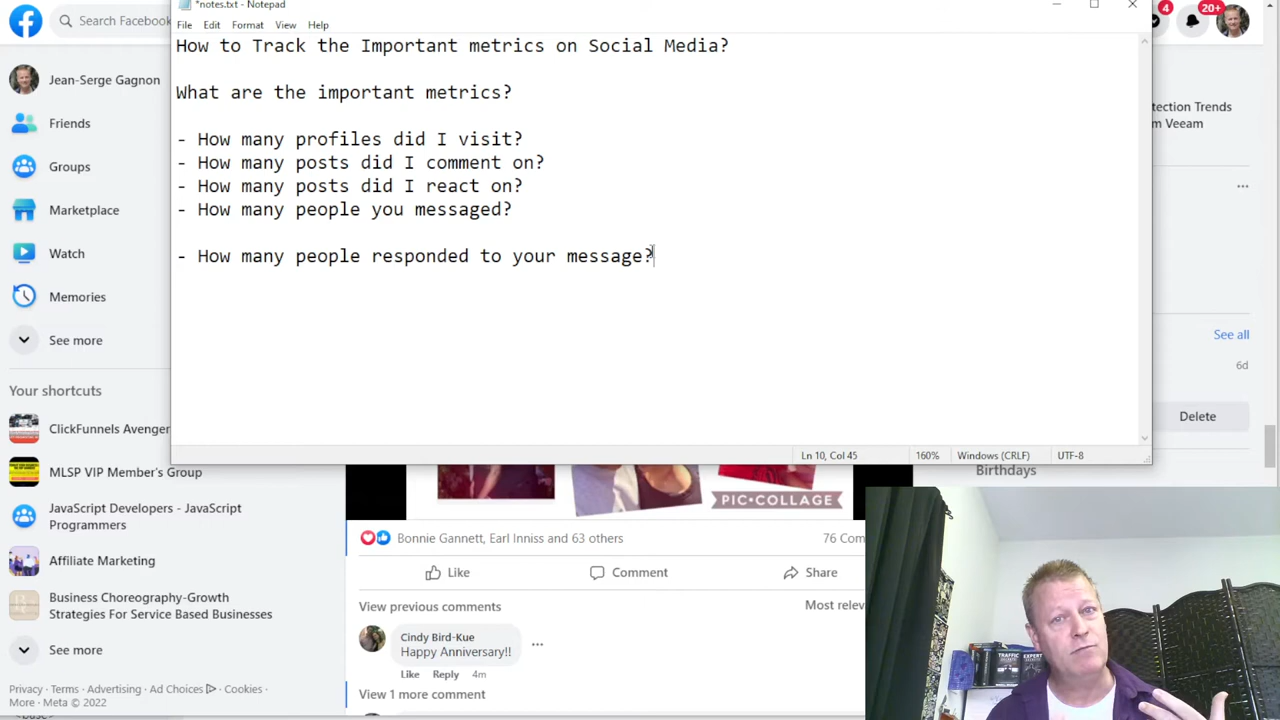 *notes.txt - Notepad
File Edit Format View Help
How to Track the Important metrics on Social Media?
What are the important metrics?
- How many profiles did I visit?
- How many posts did I comment on?
- How many posts did I react on?
- How many people you messaged?
- How many people responded to your message?
Ln 10, Col 45 160% Windows (CRLF) UTF-8
Search Facebook
Jean-Serge Gagnon
Friends
Groups
Marketplace
Watch
Memories
See more
Your shortcuts
ClickFunnels Avenger
MLSP VIP Member's Group
JavaScript Developers - JavaScript
Programmers
Affiliate Marketing
Business Choreography-Growth
Strategies For Service Based Businesses
See more
Privacy · Terms · Advertising · Ad Choices · Cookies ·
More · Meta © 2022
PIC•COLLAGE
Bonnie Gannett, Earl Inniss and 63 others
76 Com
Like Comment Share
View previous comments
Most relev
Cindy Bird-Kue
Happy Anniversary!!
Like Reply 4m
View 1 more comment
4
20+
tection Trends
m Veeam
See all
6d
Delete
Birthdays
TRAFFIC
SECRETS
EXPERT
SECRETS